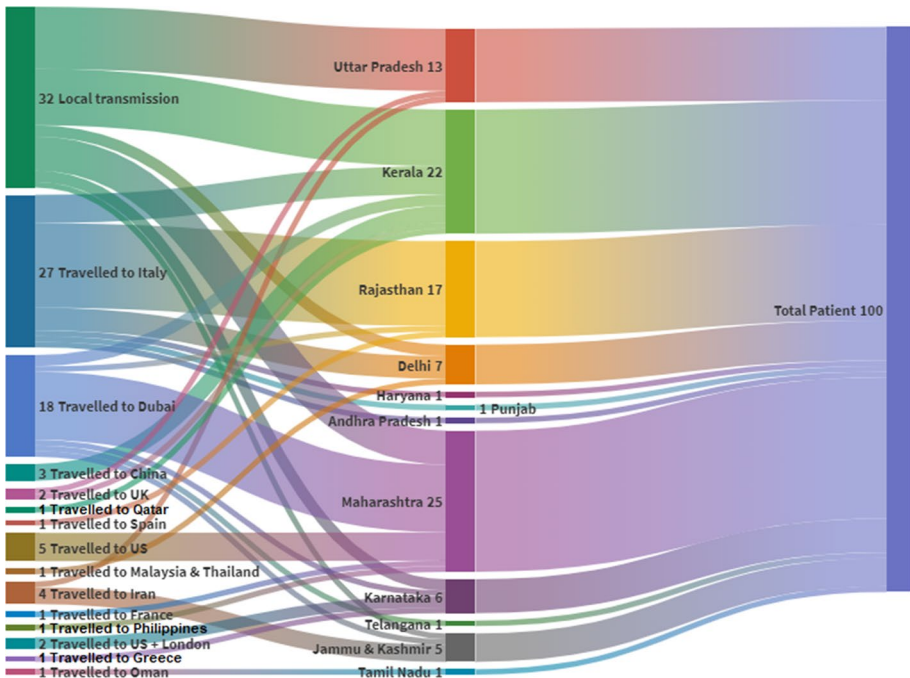 32 Local transmission
27 Travelled to Italy
18 Travelled to Dubai
3 Travelled to China
2 Travelled to UK
1 Travelled to Qatar
1 Travelled to Spain
5 Travelled to US
1 Travelled to Malaysia & Thailand
4 Travelled to Iran
1 Travelled to France
1 Travelled to Philippines
2 Travelled to US + London
1 Travelled to Greece
1 Travelled to Oman
Uttar Pradesh 13
Kerala 22
Rajasthan 17
Delhi 7
Haryana 1
1 Punjab
Andhra Pradesh 1
Maharashtra 25
Karnataka 6
Telangana 1
Jammu & Kashmir 5
Tamil Nadu 1
Total Patient 100